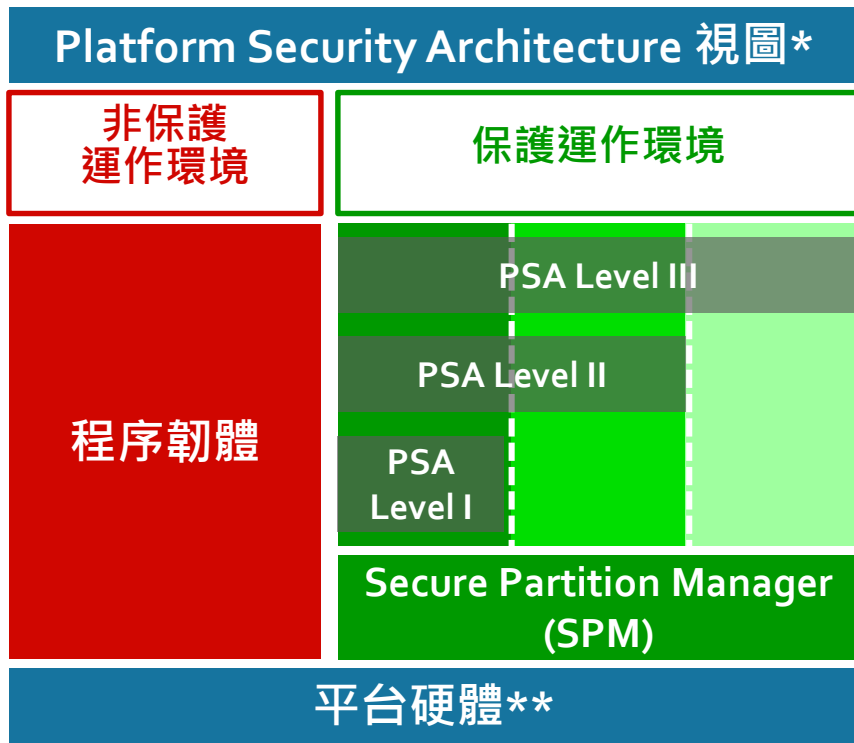 Platform Security Architecture 視圖*
非保護
運作環境
保護運作環境
程序韌體
PSA Level III
PSA Level II
PSA
Level I
Secure Partition Manager
(SPM)
平台硬體**